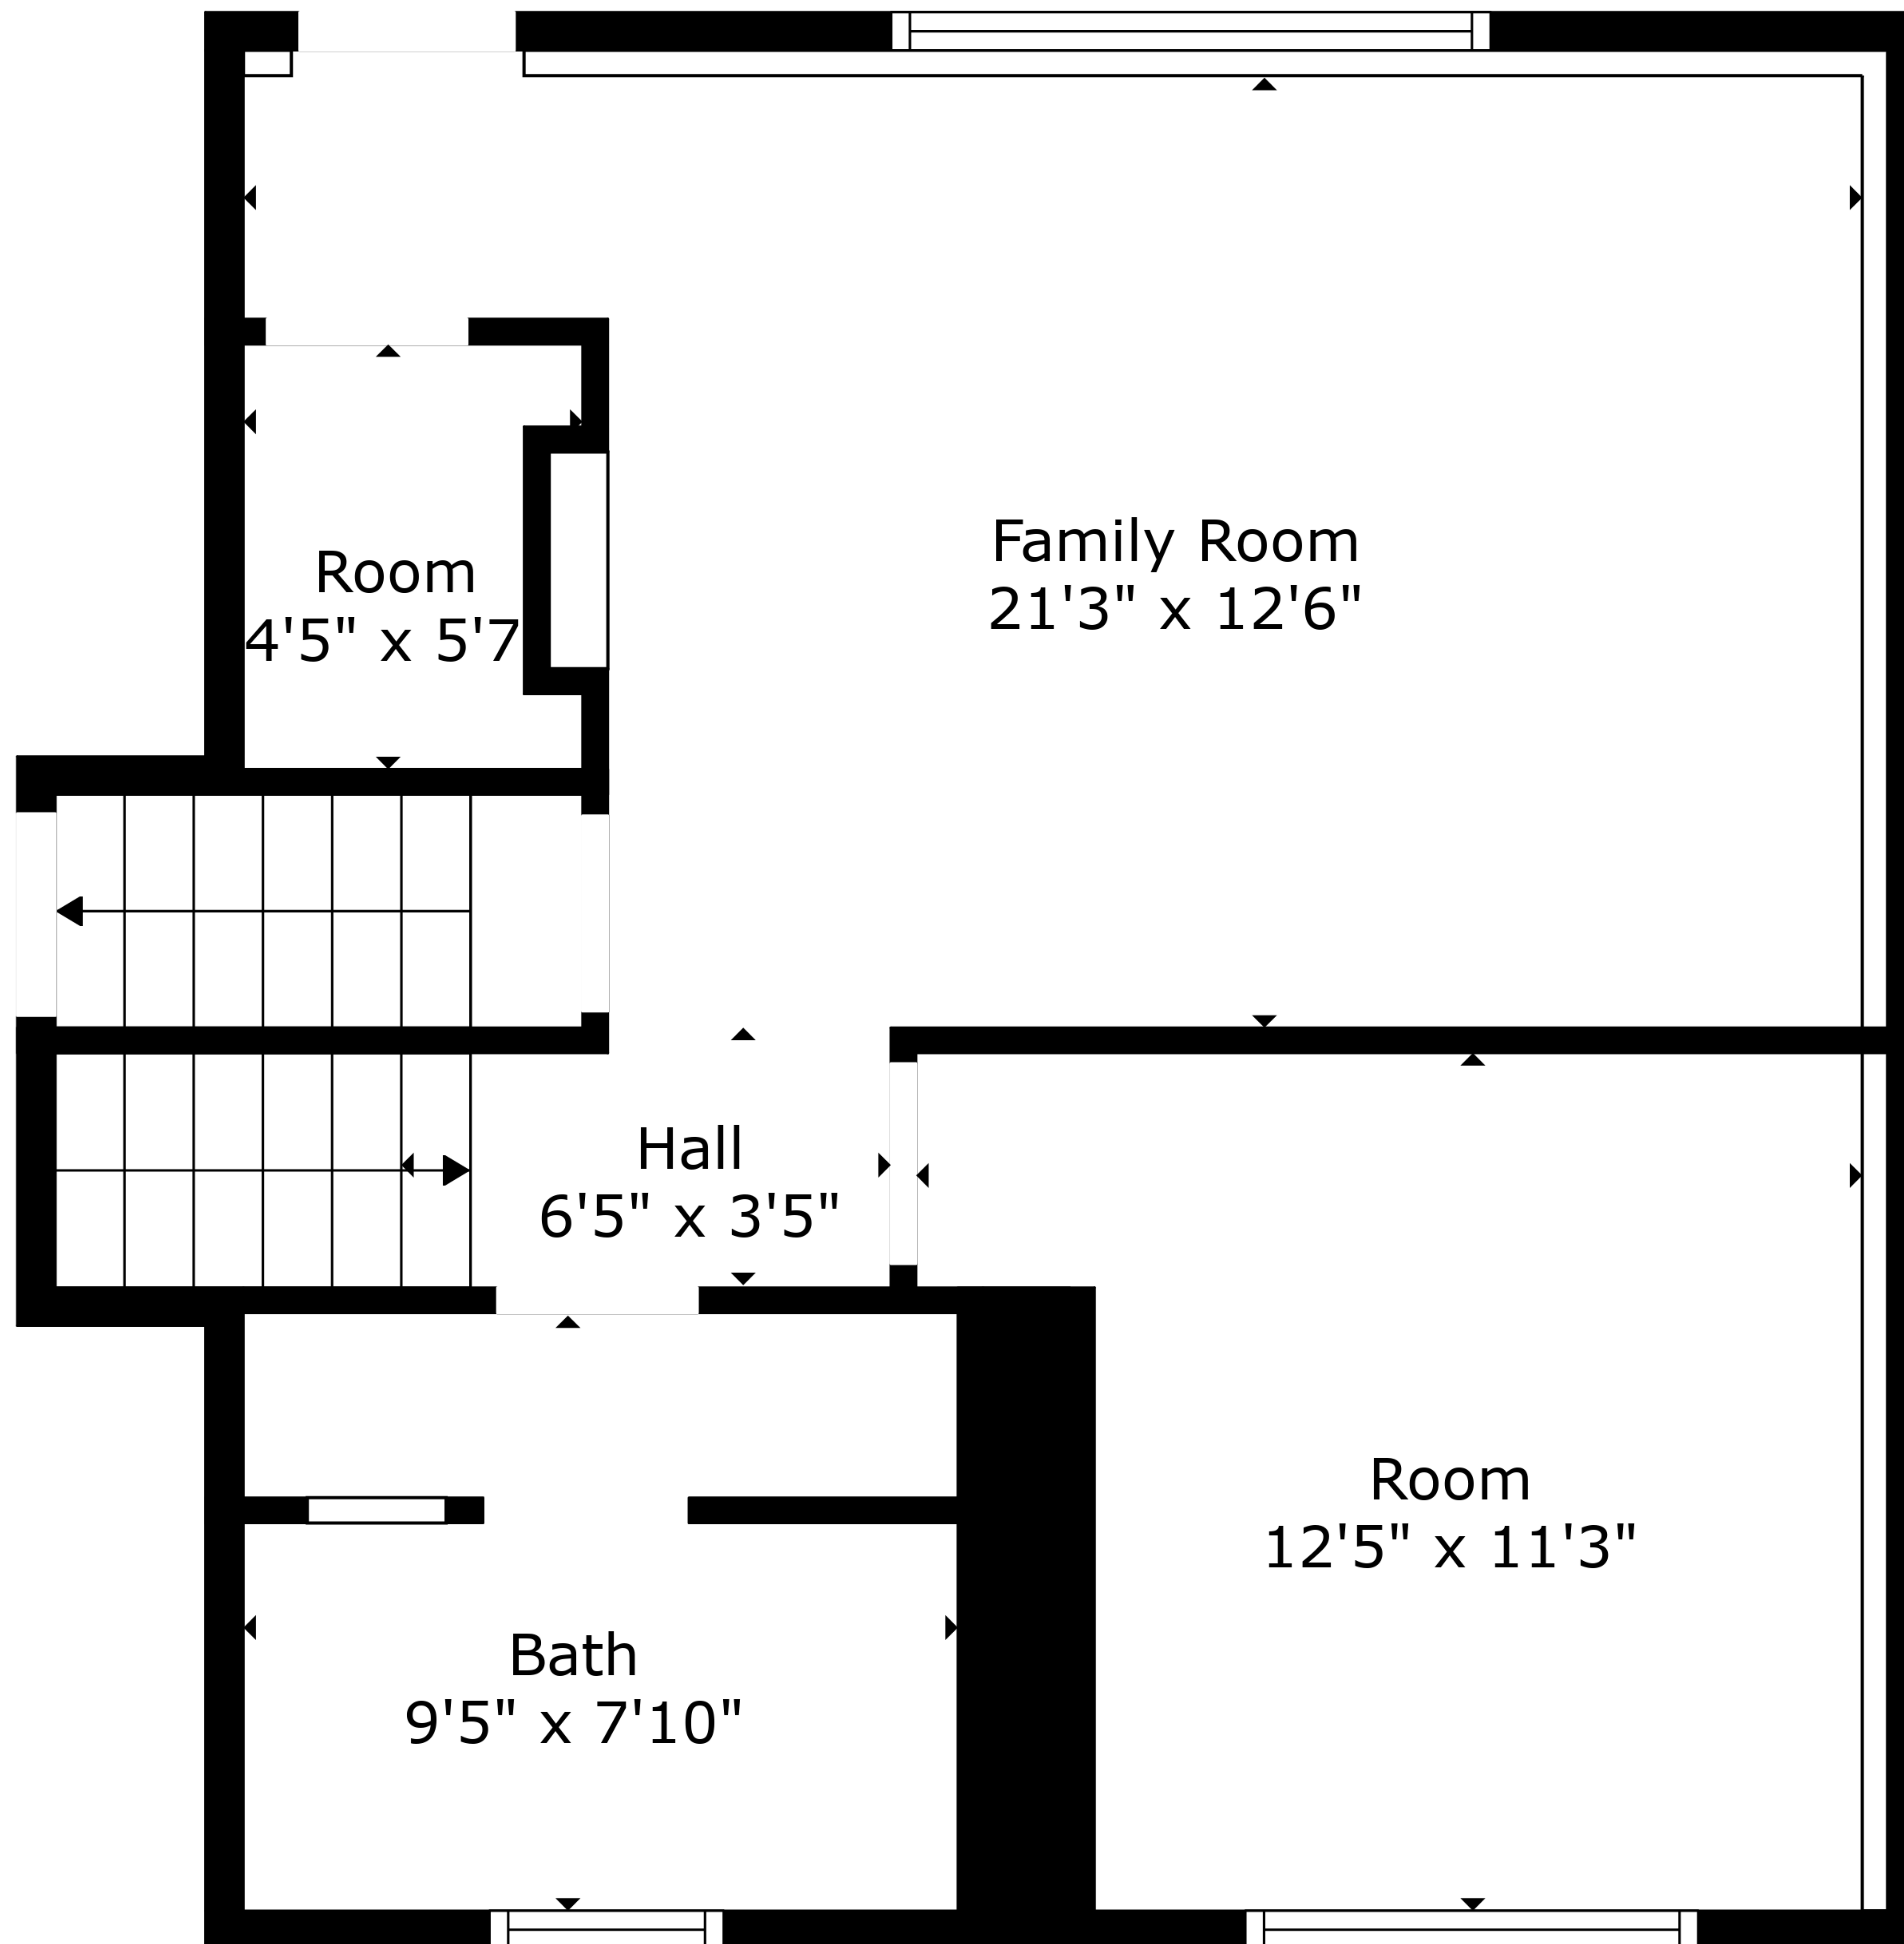 Family Room
21'3" x 12'6"
Room
4'5" x 5'7
Hall
6'5" x 3'5"
Room
12'5" x 11'3"
Bath
9'5" x 7'10"